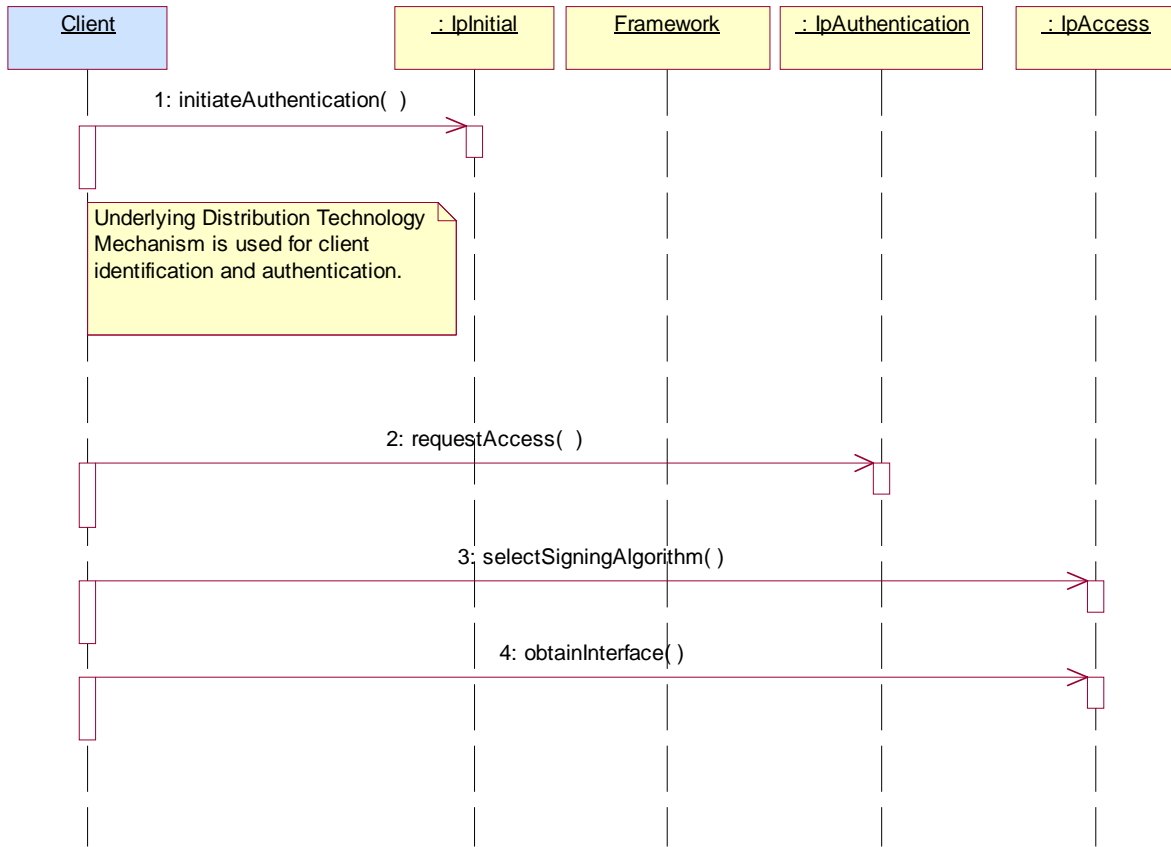 Client
: IpInitial
Framework
: IpAuthentication
: IpAccess
1: initiateAuthentication(  )
Underlying Distribution Technology
Mechanism is used for client
identification and authentication.
2: requestAccess(  )
3: selectSigningAlgorithm( )
4: obtainInterface( )